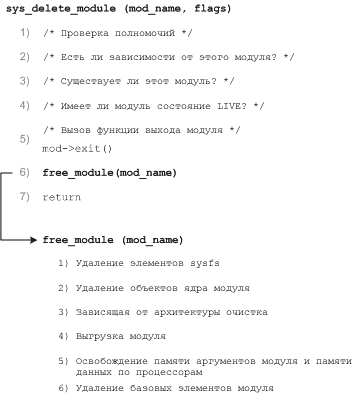 sys_delete_module (mod_name, flags)
1) /* Проверка полномочий */
2) /* Есть ли зависимости от этого модуля? */
3) /* Существует ли этот модуль? */
4) /* Имеет ли модуль состояние LIVE? */
/* Вызов функции выхода модуля */
5)
mod->exit()
6) free_module(mod_name)
7) return
free_module (mod_name)
1) Удаление элементов sysfs
2) Удаление объектов ядра модуля
3) Зависящая от архитектуры очистка
4) Выгрузка модуля
5) Освобождение памяти аргументов модуля и памяти
данных по процессорам
6) Удаление базовых элементов модуля